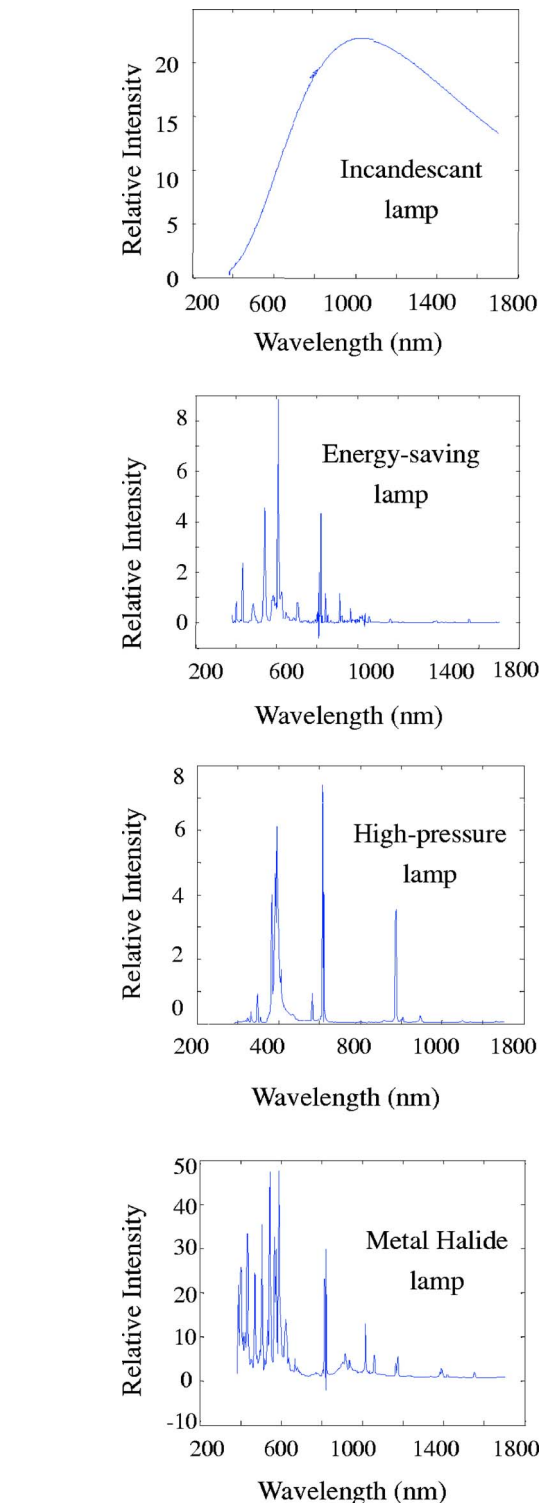 20
15
10
5
0
Relative Intensity
Incandescant
lamp
200 600 1000 1400 1800
Wavelength (nm)
8
6
4
2
0
Relative Intensity
Energy-saving
lamp
200 600 1000 1400 1800
Wavelength (nm)
8
6
4
2
0
Relative Intensity
High-pressure
lamp
200 400 800 1000 1800
Wavelength (nm)
50
40
30
20
10
0
-10
Relative Intensity
Metal Halide
lamp
200 600 1000 1400 1800
Wavelength (nm)